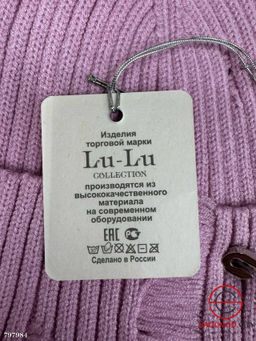 Изделия
торговой марки
Lu-Lu
COLLECTION
производятся из
высококачественного
материала
на современном
оборудовании
EAC
Сделано в России
797984